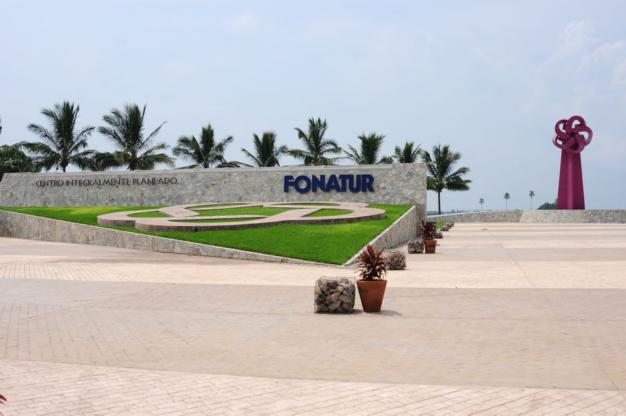 CENTRO INTEGRALMENTE PLANEADO
FONATUR